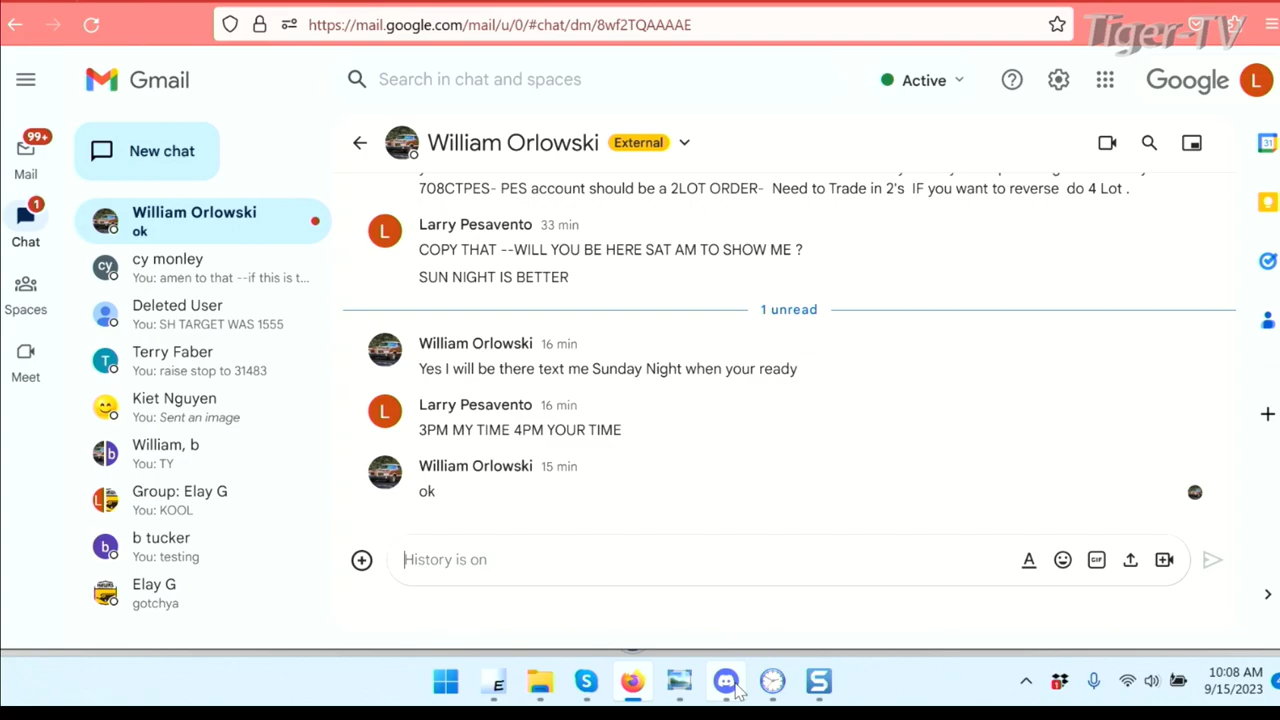 https://mail.google.com/mail/u/0/#chat/dm/8wf2TQAAAAE
Tiger-TV
Gmail
Search in chat and spaces
Active
Google
L
99+
Mail
New chat
William Orlowski
External
708CTPES- PES account should be a 2LOT ORDER- Need to Trade in 2's IF you want to reverse do 4 Lot .
1
Chat
William Orlowski
ok
L
Larry Pesavento 33 min
COPY THAT --WILL YOU BE HERE SAT AM TO SHOW ME ?
SUN NIGHT IS BETTER
31
cy
cy monley
You: amen to that --if this is t...
Spaces
Deleted User
You: SH TARGET WAS 1555
1 unread
Meet
T
Terry Faber
You: raise stop to 31483
William Orlowski 16 min
Yes I will be there text me Sunday Night when your ready
Kiet Nguyen
You: Sent an image
L
Larry Pesavento 16 min
3PM MY TIME 4PM YOUR TIME
b
William, b
You: TY
William Orlowski 15 min
ok
L
Group: Elay G
You: KOOL
b
b tucker
You: testing
Elay G
gotchya
History is on
A
GIF
E
S
S
1
10:08 AM
9/15/2023